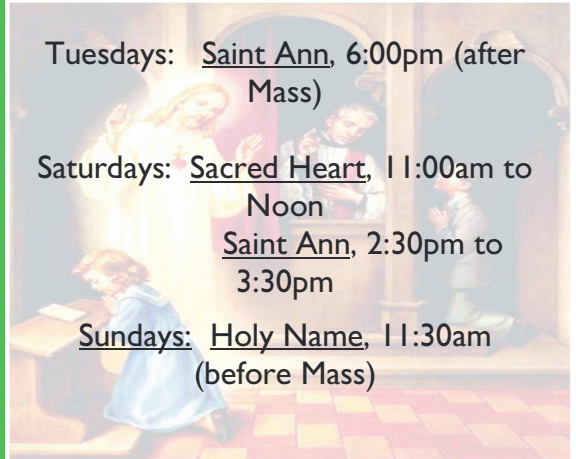 Tuesdays: Saint Ann, 6:00pm (after
Mass)
Saturdays: Sacred Heart, 11:00am to
Noon
Saint Ann, 2:30pm to
3:30pm
Sundays: Holy Name, 11:30am
(before Mass)